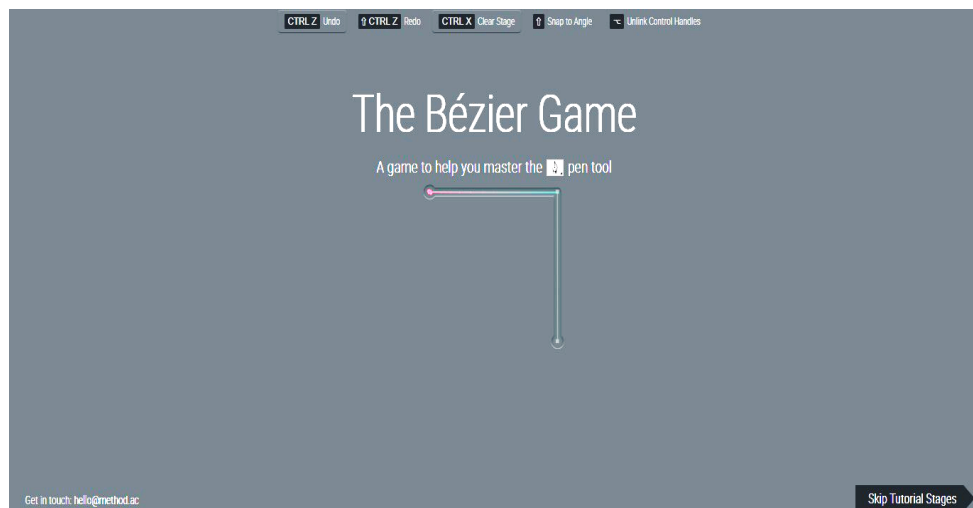 CTRL Z Undo ⇧ CTRL Z Redo CTRL X Clear Stage ⇧ Snap to Angle ⌥ Unlink Control Handles
The Bézier Game
A game to help you master the pen tool
Get in touch: hello@method.ac
Skip Tutorial Stages